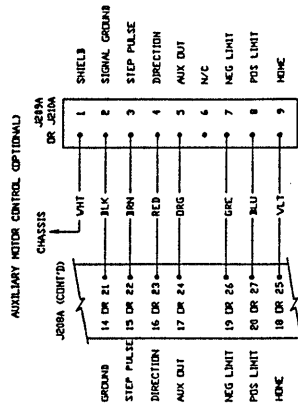 AUXILIARY MOTOR CONTROL (OPTIONAL)
J208A (CONT'D)
CHASSIS
J209A
OR J210A
WHT 1 SHIELD
GROUND 14 OR 21 BLK 2 SIGNAL GROUND
STEP PULSE 15 OR 22 BRN 3 STEP PULSE
DIRECTION 16 OR 23 RED 4 DIRECTION
AUX OUT 17 OR 24 ORG 5 AUX OUT
6 N/C
NEG LIMIT 19 OR 26 GRE 7 NEG LIMIT
POS LIMIT 20 OR 27 BLU 8 POS LIMIT
HOME 18 OR 25 VLT 9 HOME